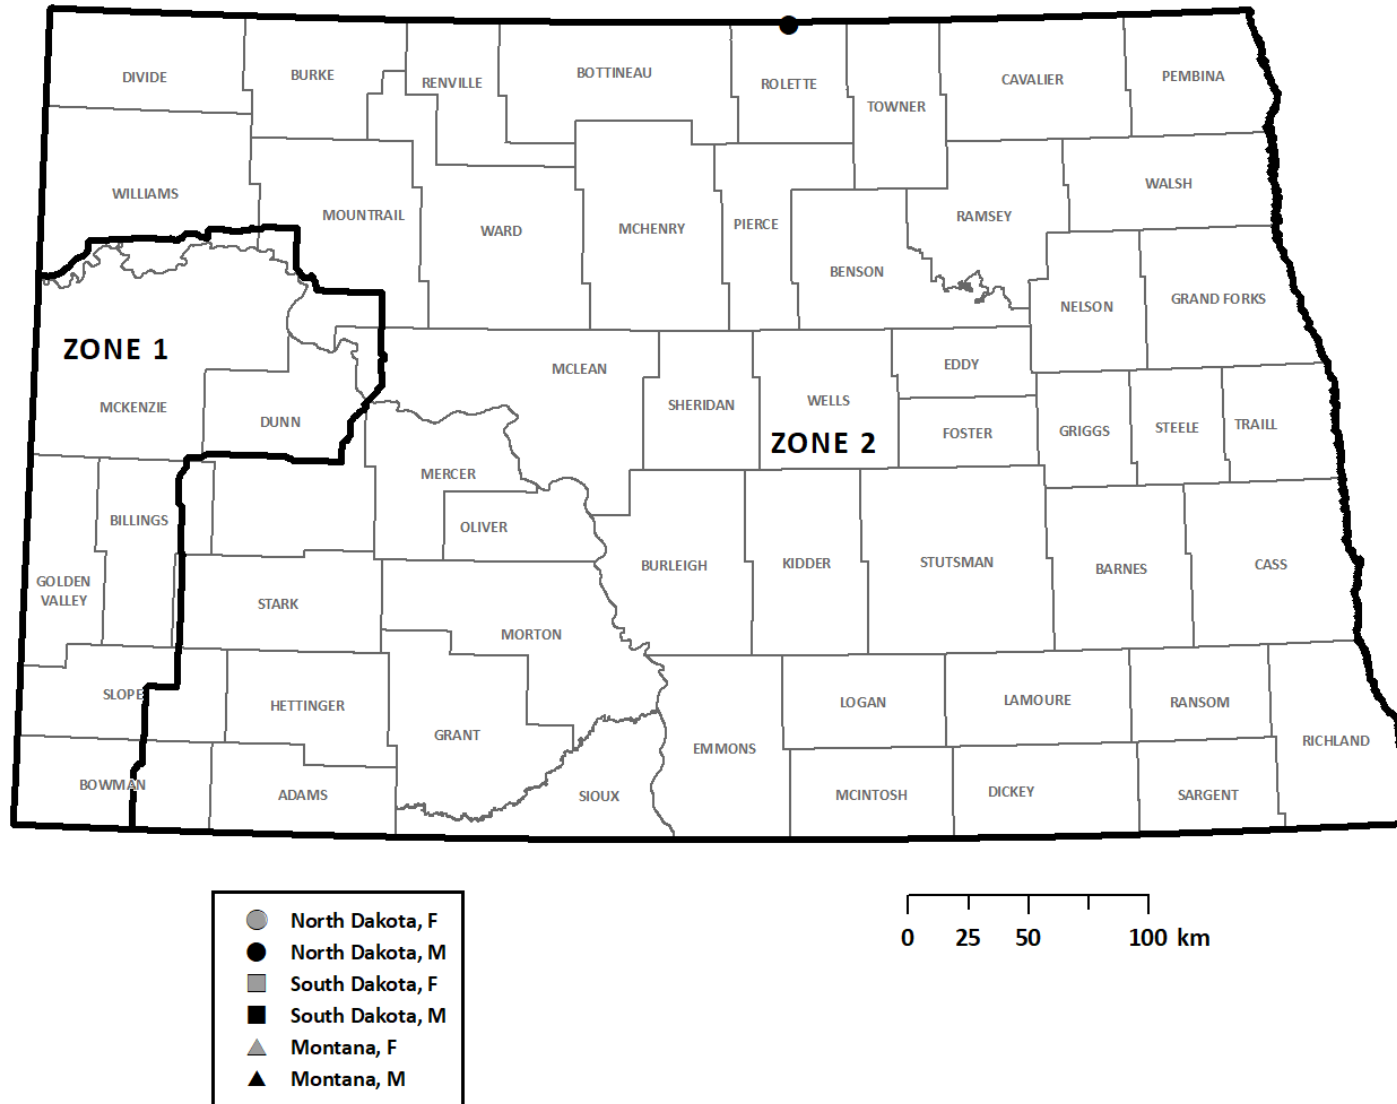 DIVIDE
BURKE
RENVILLE
BOTTINEAU
ROLETTE
TOWNER
CAVALIER
PEMBINA
WILLIAMS
MOUNTRAIL
WARD
MCHENRY
PIERCE
BENSON
RAMSEY
WALSH
NELSON
GRAND FORKS
ZONE 1
MCKENZIE
DUNN
MCLEAN
SHERIDAN
WELLS
ZONE 2
EDDY
FOSTER
GRIGGS
STEELE
TRAILL
BILLINGS
GOLDEN
VALLEY
MERCER
OLIVER
STARK
BURLEIGH
KIDDER
STUTSMAN
BARNES
CASS
MORTON
SLOPE
HETTINGER
GRANT
BOWMAN
ADAMS
SIOUX
EMMONS
LOGAN
LAMOURE
RANSOM
RICHLAND
MCINTOSH
DICKEY
SARGENT
North Dakota, F
North Dakota, M
South Dakota, F
South Dakota, M
Montana, F
Montana, M
0 25 50 100 km